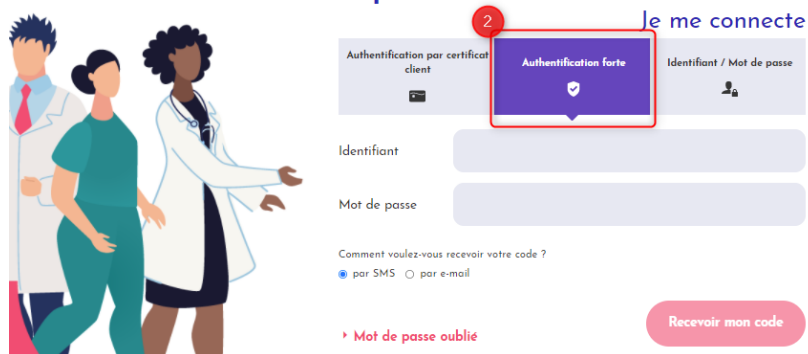 Je me connecte
2
Authentification par certificat
client
Authentification forte
Identifiant / Mot de passe
Identifiant
Mot de passe
Comment voulez-vous recevoir votre code ?
par SMS par e-mail
Mot de passe oublié
Recevoir mon code